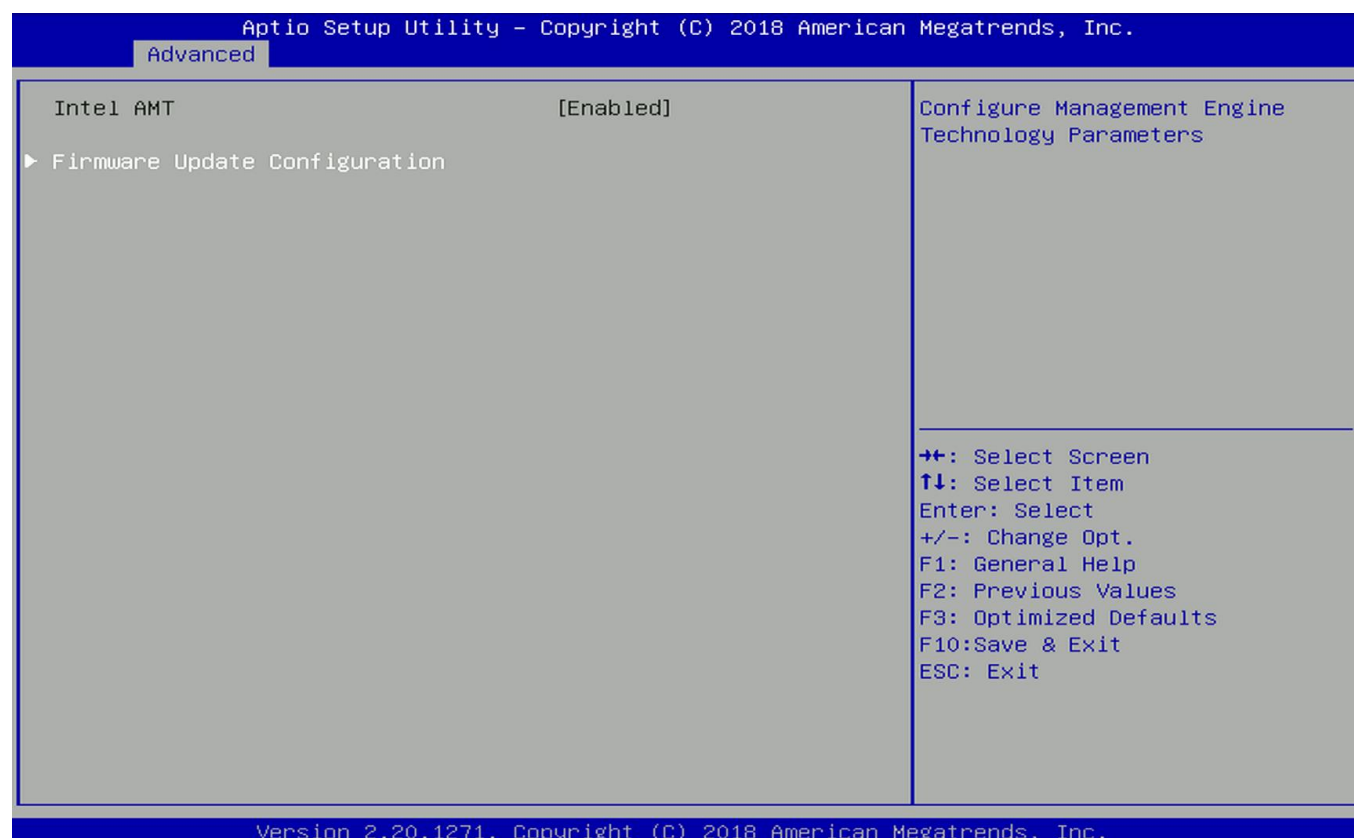 Aptio Setup Utility – Copyright (C) 2018 American Megatrends, Inc.
Advanced
Intel AMT [Enabled]
► Firmware Update Configuration
Configure Management Engine
Technology Parameters
→←: Select Screen
↑↓: Select Item
Enter: Select
+/-: Change Opt.
F1: General Help
F2: Previous Values
F3: Optimized Defaults
F10:Save & Exit
ESC: Exit
Version 2.20.1271. Copyright (C) 2018 American Megatrends, Inc.